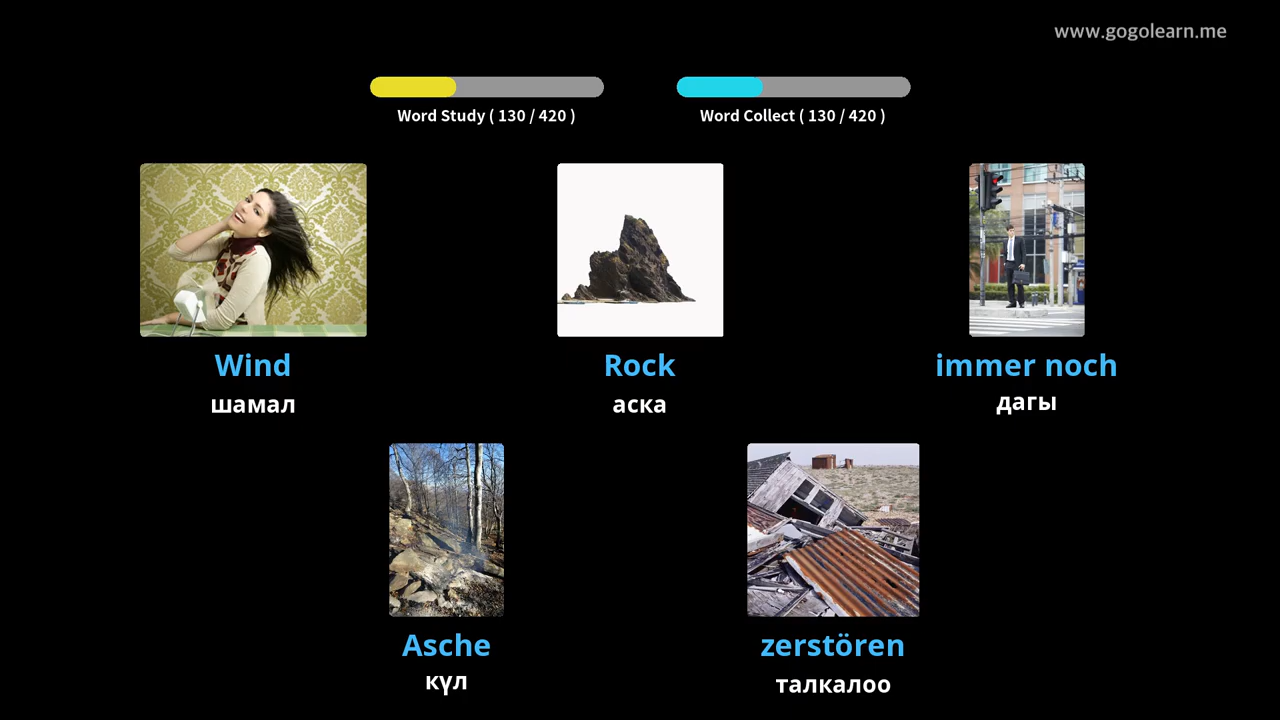 www.gogolearn.me
Word Study ( 130 / 420 )
Word Collect ( 130 / 420 )
Wind
шамал
Rock
аска
immer noch
дагы
Asche
күл
zerstören
талкалоо